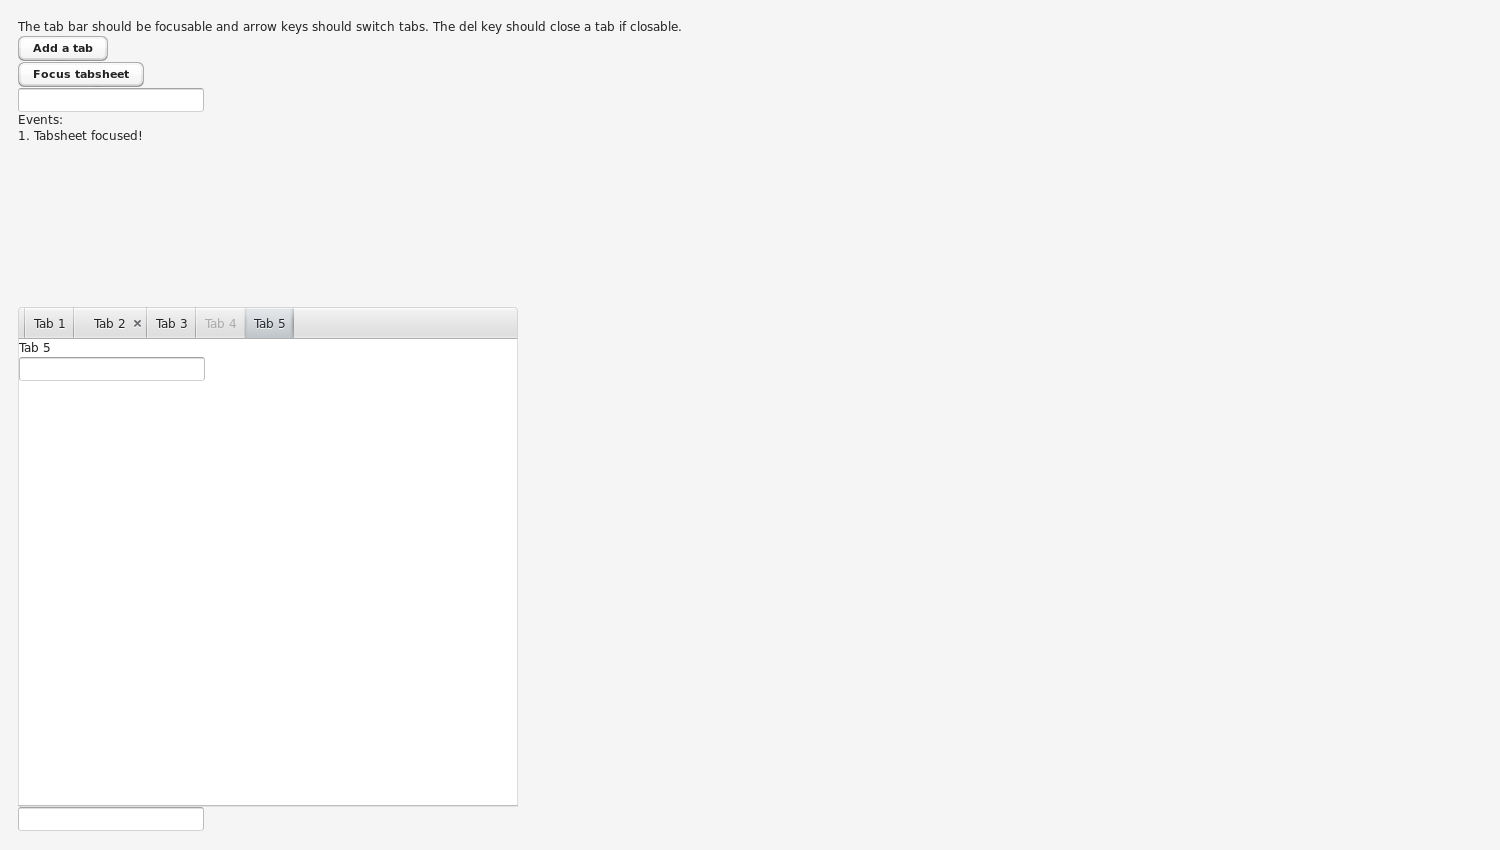 The tab bar should be focusable and arrow keys should switch tabs. The del key should close a tab if closable.
Add a tab
Focus tabsheet
Events:
1. Tabsheet focused!
Tab 1 Tab 2 × Tab 3 Tab 4 Tab 5
Tab 5